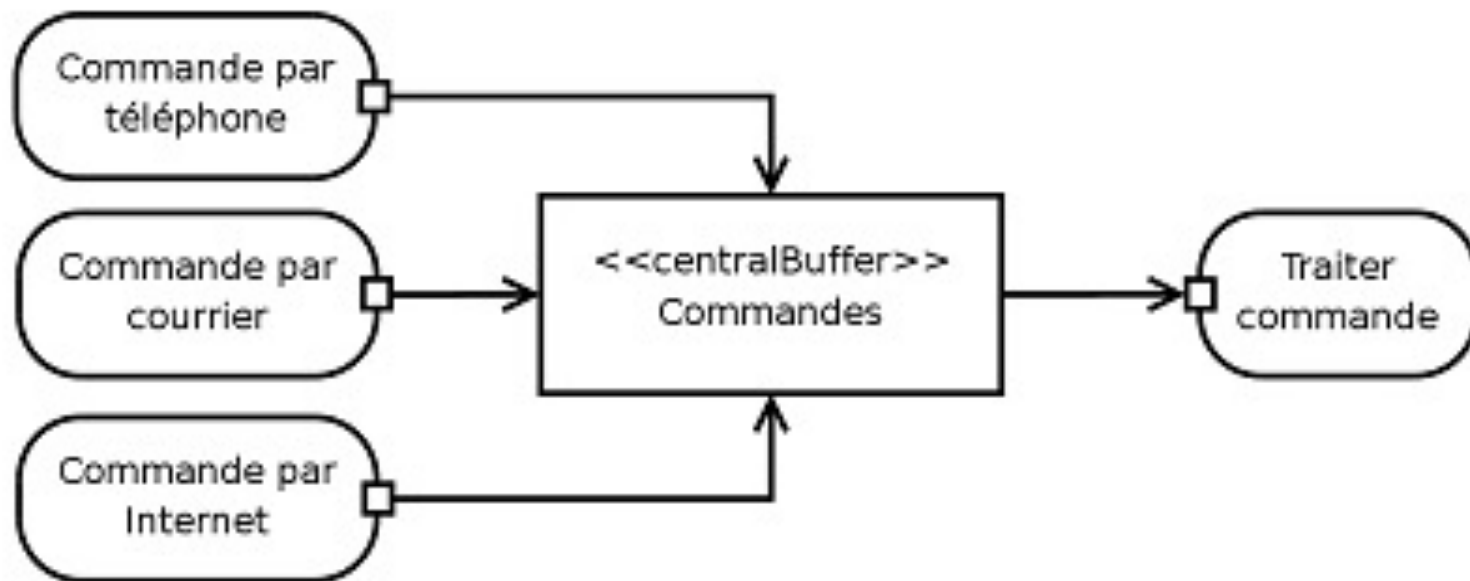 Commande par
téléphone
Commande par
courrier
Commande par
Internet
<<centralBuffer>>
Commandes
Traiter
commande